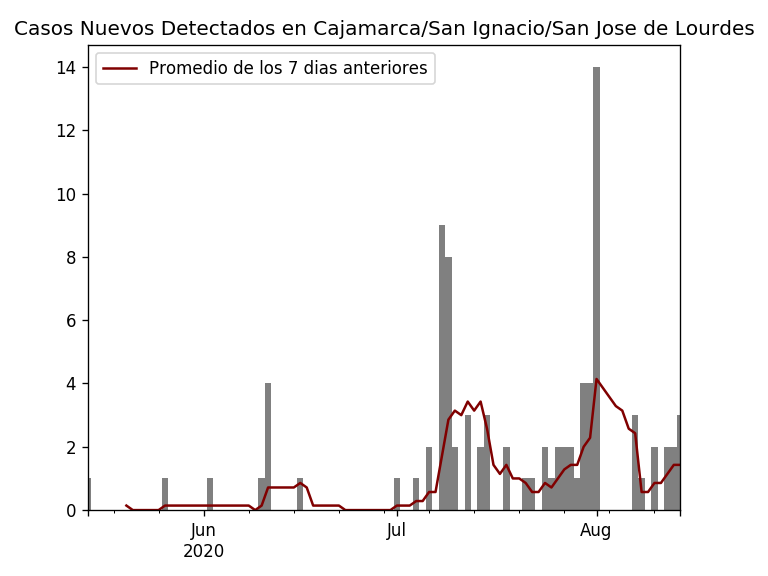 Casos Nuevos Detectados en Cajamarca/San Ignacio/San Jose de Lourdes
Promedio de los 7 dias anteriores
14
12
10
8
6
4
2
0
Jun
2020
Jul
Aug